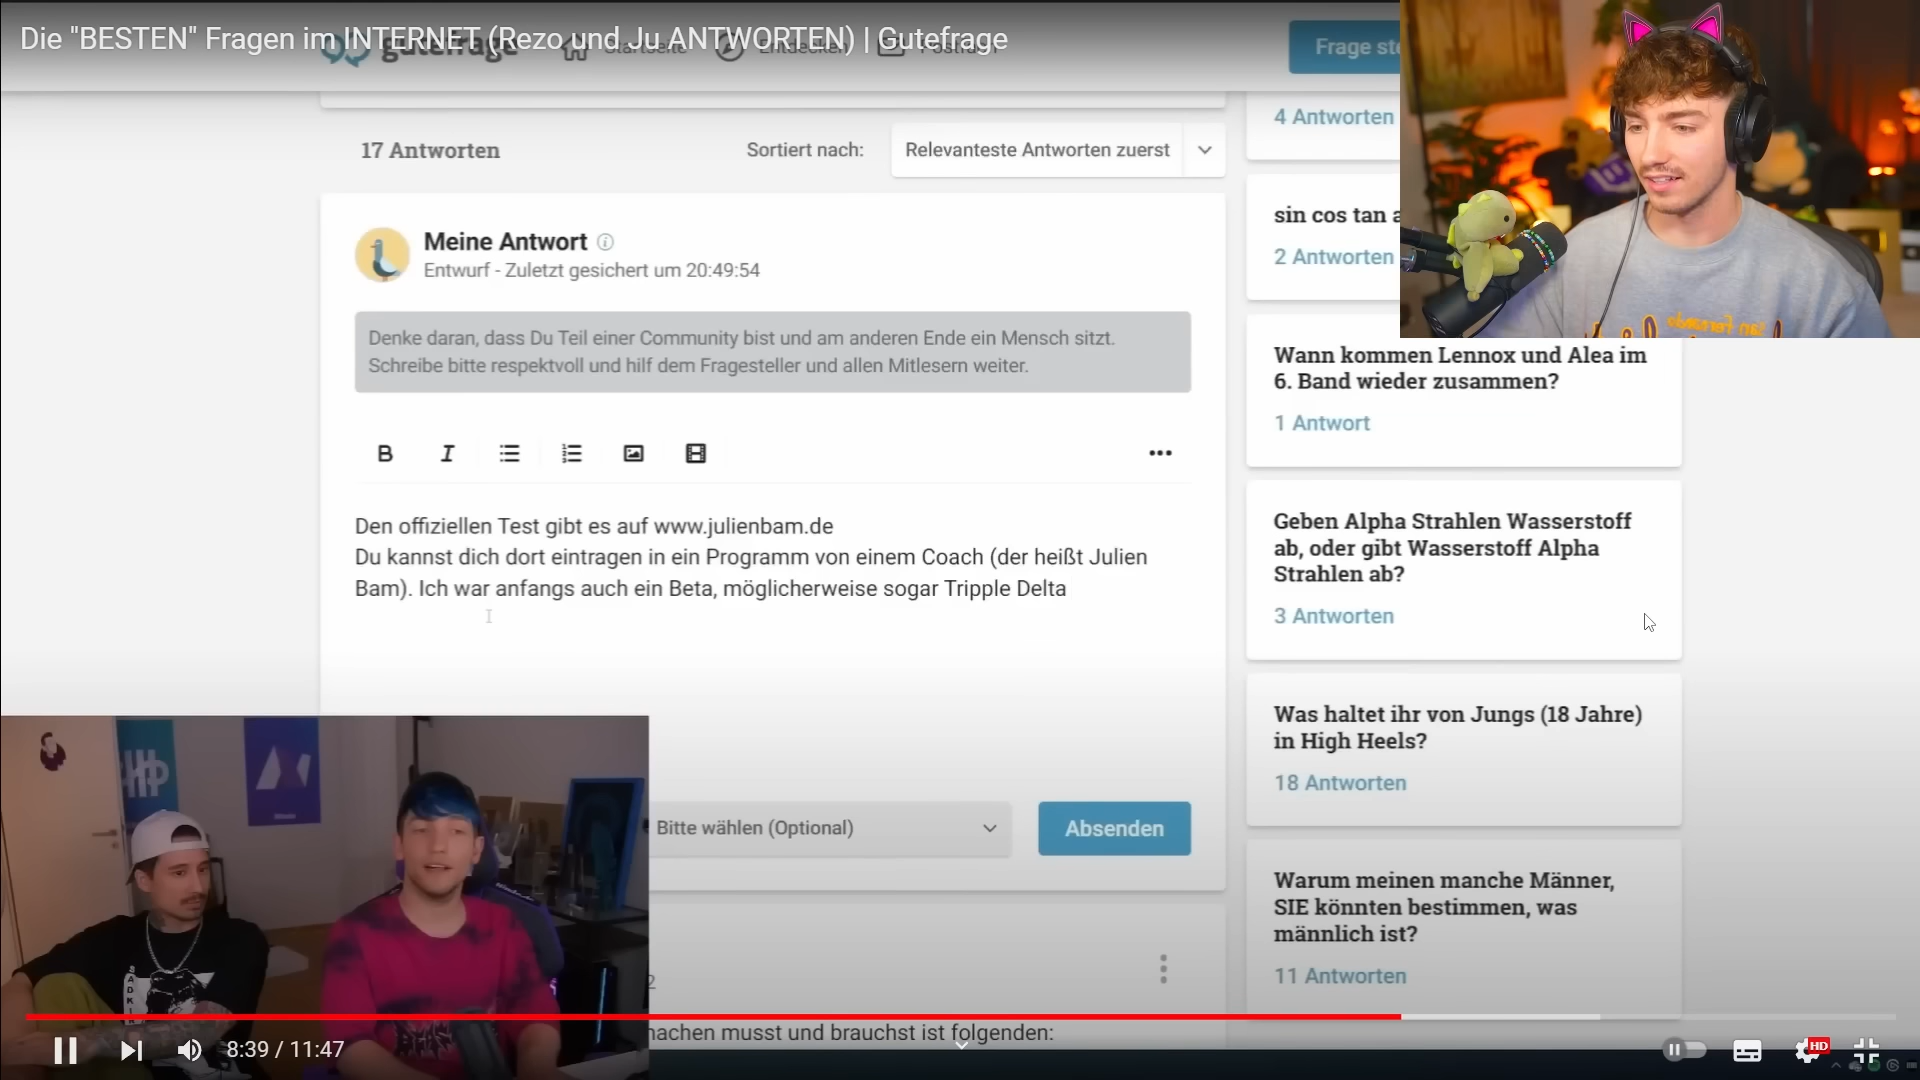 Die "BESTEN" Fragen im INTERNET (Rezo und Ju ANTWORTEN) | Gutefrage
gutefrage
Startseite
Entdecken
Frage
17 Antworten
Sortiert nach:
Relevanteste Antworten zuerst
Meine Antwort
Entwurf - Zuletzt gesichert um 20:49:54
Denke daran, dass Du Teil einer Community bist und am anderen Ende ein Mensch sitzt.
Schreibe bitte respektvoll und hilf dem Fragesteller und allen Mitlesern weiter.
B I
Den offiziellen Test gibt es auf www.julienbam.de
Du kannst dich dort eintragen in ein Programm von einem Coach (der heißt Julien
Bam). Ich war anfangs auch ein Beta, möglicherweise sogar Tripple Delta
Bitte wählen (Optional)
Absenden
machen musst und brauchst ist folgenden:
4 Antworten
sin cos tan
2 Antworten
Wann kommen Lennox und Alea im
6. Band wieder zusammen?
1 Antwort
Geben Alpha Strahlen Wasserstoff
ab, oder gibt Wasserstoff Alpha
Strahlen ab?
3 Antworten
Was haltet ihr von Jungs (18 Jahre)
in High Heels?
18 Antworten
Warum meinen manche Männer,
SIE könnten bestimmen, was
männlich ist?
11 Antworten
8:39 / 11:47
HD